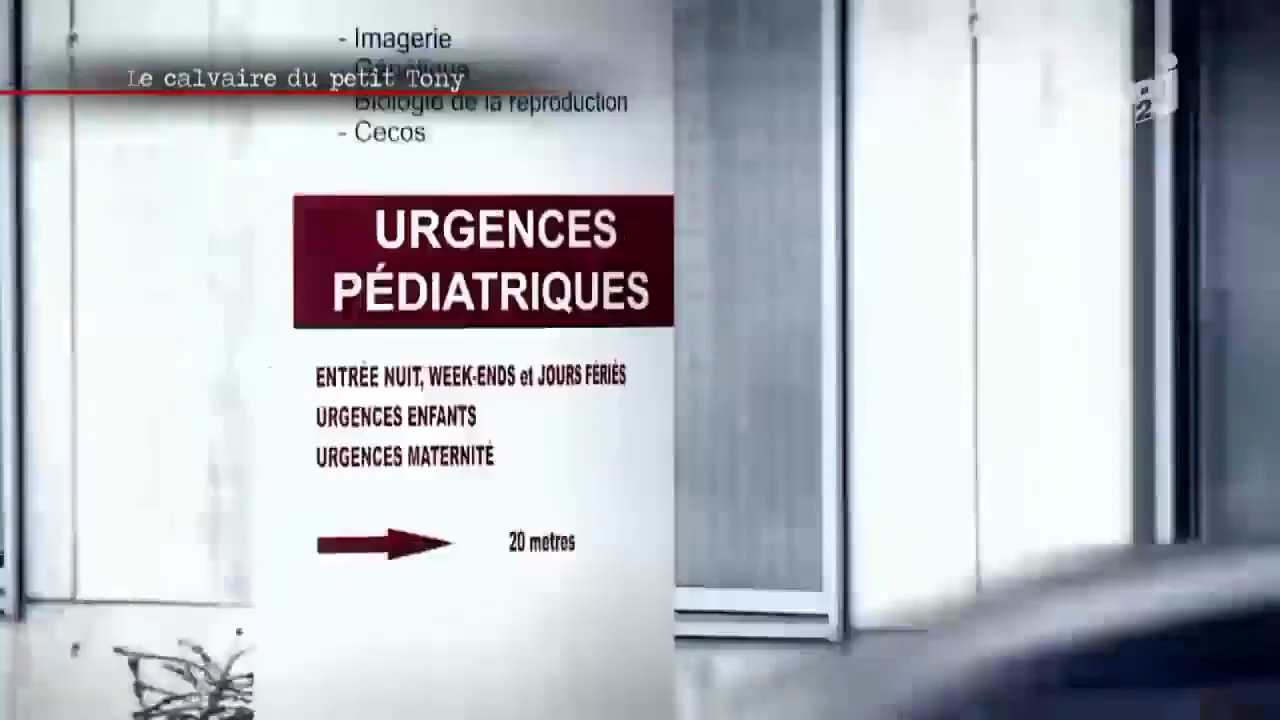 - Imagerie
Génétique
Le calvaire du petit Tony
Biologie de la reproduction
- Cecos
URGENCES
PÉDIATRIQUES
ENTRÉE NUIT, WEEK-ENDS et JOURS FÉRIÉS
URGENCES ENFANTS
URGENCES MATERNITÉ
20 metres